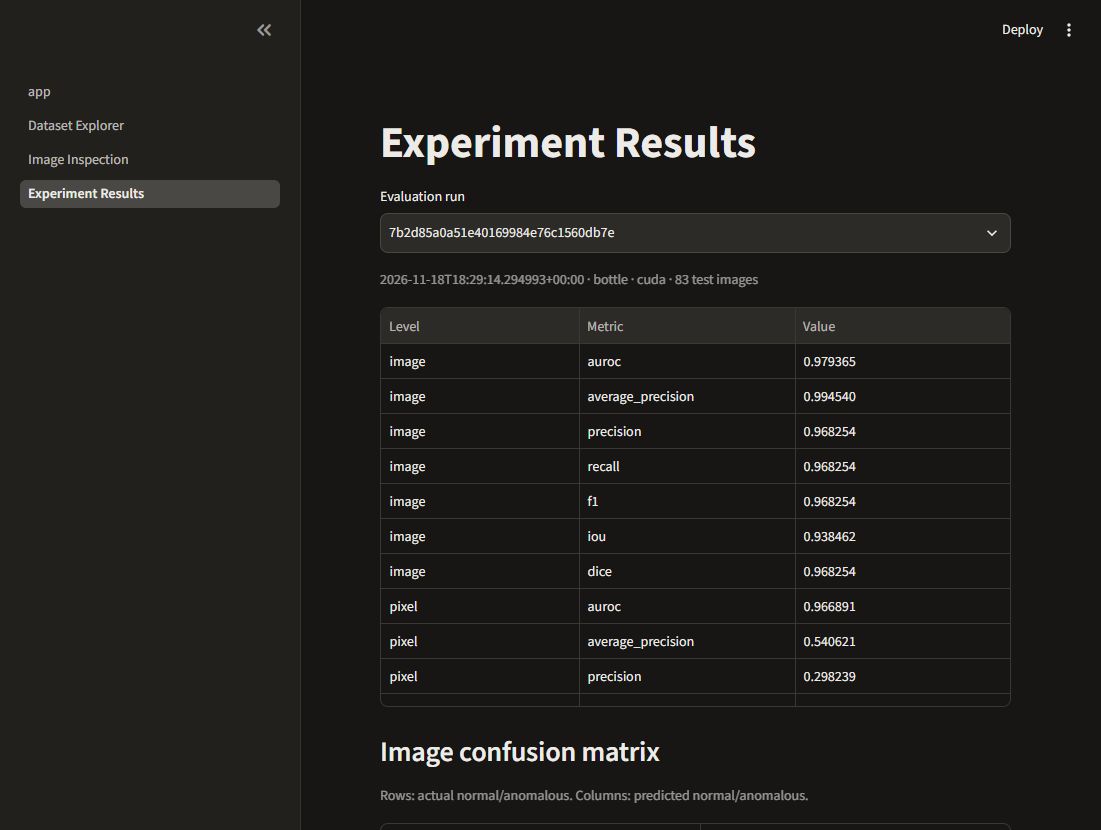 Deploy
app
Dataset Explorer
Image Inspection
Experiment Results
Experiment Results
Evaluation run
7b2d85a0a51e40169984e76c1560db7e
2026-11-18T18:29:14.294993+00:00 · bottle · cuda · 83 test images
Level Metric Value
image auroc 0.979365
image average_precision 0.994540
image precision 0.968254
image recall 0.968254
image f1 0.968254
image iou 0.938462
image dice 0.968254
pixel auroc 0.966891
pixel average_precision 0.540621
pixel precision 0.298239
Image confusion matrix
Rows: actual normal/anomalous. Columns: predicted normal/anomalous.